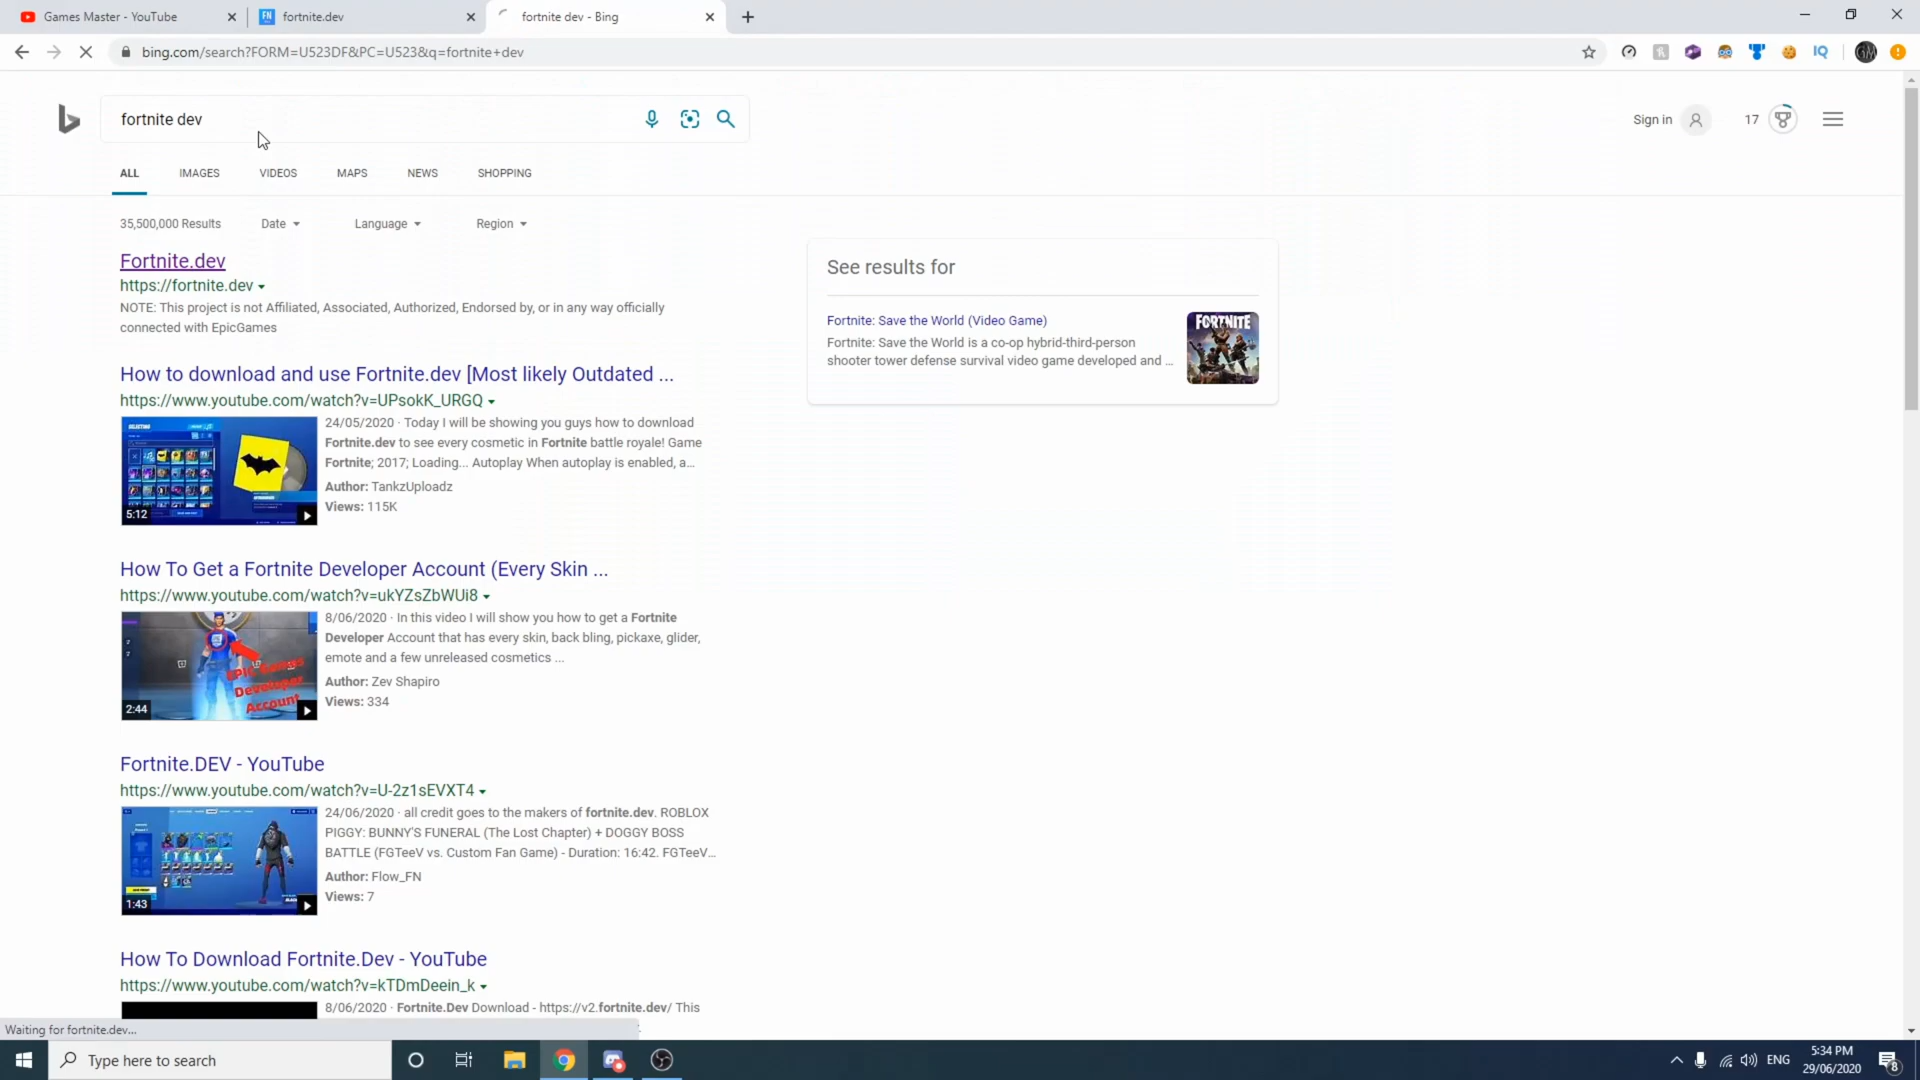 Games Master - YouTube
fortnite.dev
fortnite dev - Bing
bing.com/search?FORM=U523DF&PC=U523&q=fortnite+dev
fortnite dev
Sign in
17
ALL
IMAGES
VIDEOS
MAPS
NEWS
SHOPPING
35,500,000 Results
Date
Language
Region
Fortnite.dev
https://fortnite.dev
NOTE: This project is not Affiliated, Associated, Authorized, Endorsed by, or in any way officially
connected with EpicGames
See results for
Fortnite: Save the World (Video Game)
Fortnite: Save the World is a co-op hybrid-third-person
shooter tower defense survival video game developed and ...
FORTNITE
How to download and use Fortnite.dev [Most likely Outdated ...
https://www.youtube.com/watch?v=UPsokK_URGQ
24/05/2020 · Today I will be showing you guys how to download
Fortnite.dev to see every cosmetic in Fortnite battle royale! Game
Fortnite; 2017; Loading... Autoplay When autoplay is enabled, a...
Author: TankzUploadz
Views: 115K
5:12
How To Get a Fortnite Developer Account (Every Skin ...
https://www.youtube.com/watch?v=ukYZsZbWUi8
8/06/2020 · In this video I will show you how to get a Fortnite
Developer Account that has every skin, back bling, pickaxe, glider,
emote and a few unreleased cosmetics ...
Author: Zev Shapiro
Views: 334
Epic Games
Developer
Account
2:44
Fortnite.DEV - YouTube
https://www.youtube.com/watch?v=U-2z1sEVXT4
24/06/2020 · all credit goes to the makers of fortnite.dev. ROBLOX
PIGGY: BUNNY'S FUNERAL (The Lost Chapter) + DOGGY BOSS
BATTLE (FGTeeV vs. Custom Fan Game) - Duration: 16:42. FGTeeV...
Author: Flow_FN
Views: 7
1:43
How To Download Fortnite.Dev - YouTube
https://www.youtube.com/watch?v=kTDmDeein_k
8/06/2020 · Fortnite.Dev Download - https://v2.fortnite.dev/ This
Waiting for fortnite.dev...
Type here to search
ENG
5:34 PM
29/06/2020
8